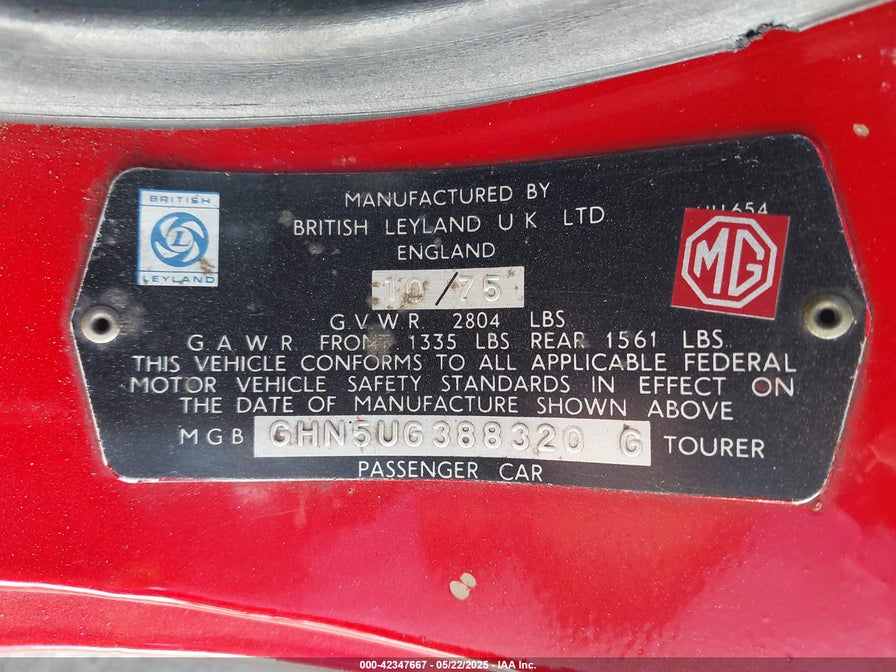 BRITISH
LEYLAND
MANUFACTURED BY
BRITISH LEYLAND U K LTD
ENGLAND
654
MG
10/75
G.V.W.R. 2804 LBS
G.A.W.R. FRONT 1335 LBS REAR 1561 LBS
THIS VEHICLE CONFORMS TO ALL APPLICABLE FEDERAL
MOTOR VEHICLE SAFETY STANDARDS IN EFFECT ON
THE DATE OF MANUFACTURE SHOWN ABOVE
MGB GHN5UG388320 G TOURER
PASSENGER CAR
000-42347667 - 05/22/2025 - IAA Inc.